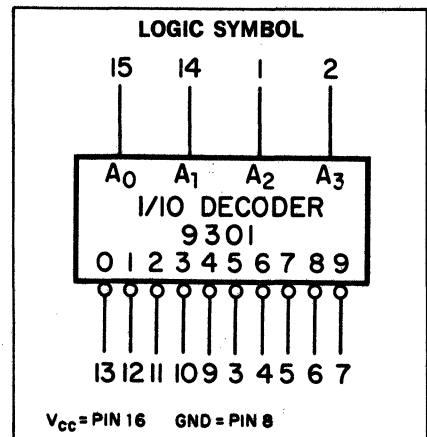 LOGIC SYMBOL
15 14 1 2
A0 A1 A2 A3
1/10 DECODER
9301
0 1 2 3 4 5 6 7 8 9
13 12 11 10 9 3 4 5 6 7
VCC = PIN 16 GND = PIN 8